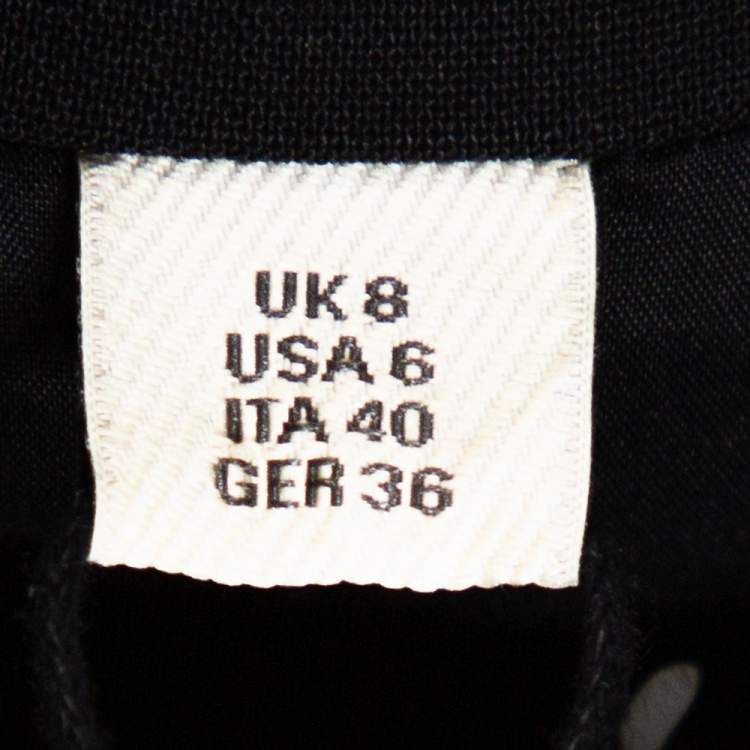 UK 8
USA 6
ITA 40
GER 36